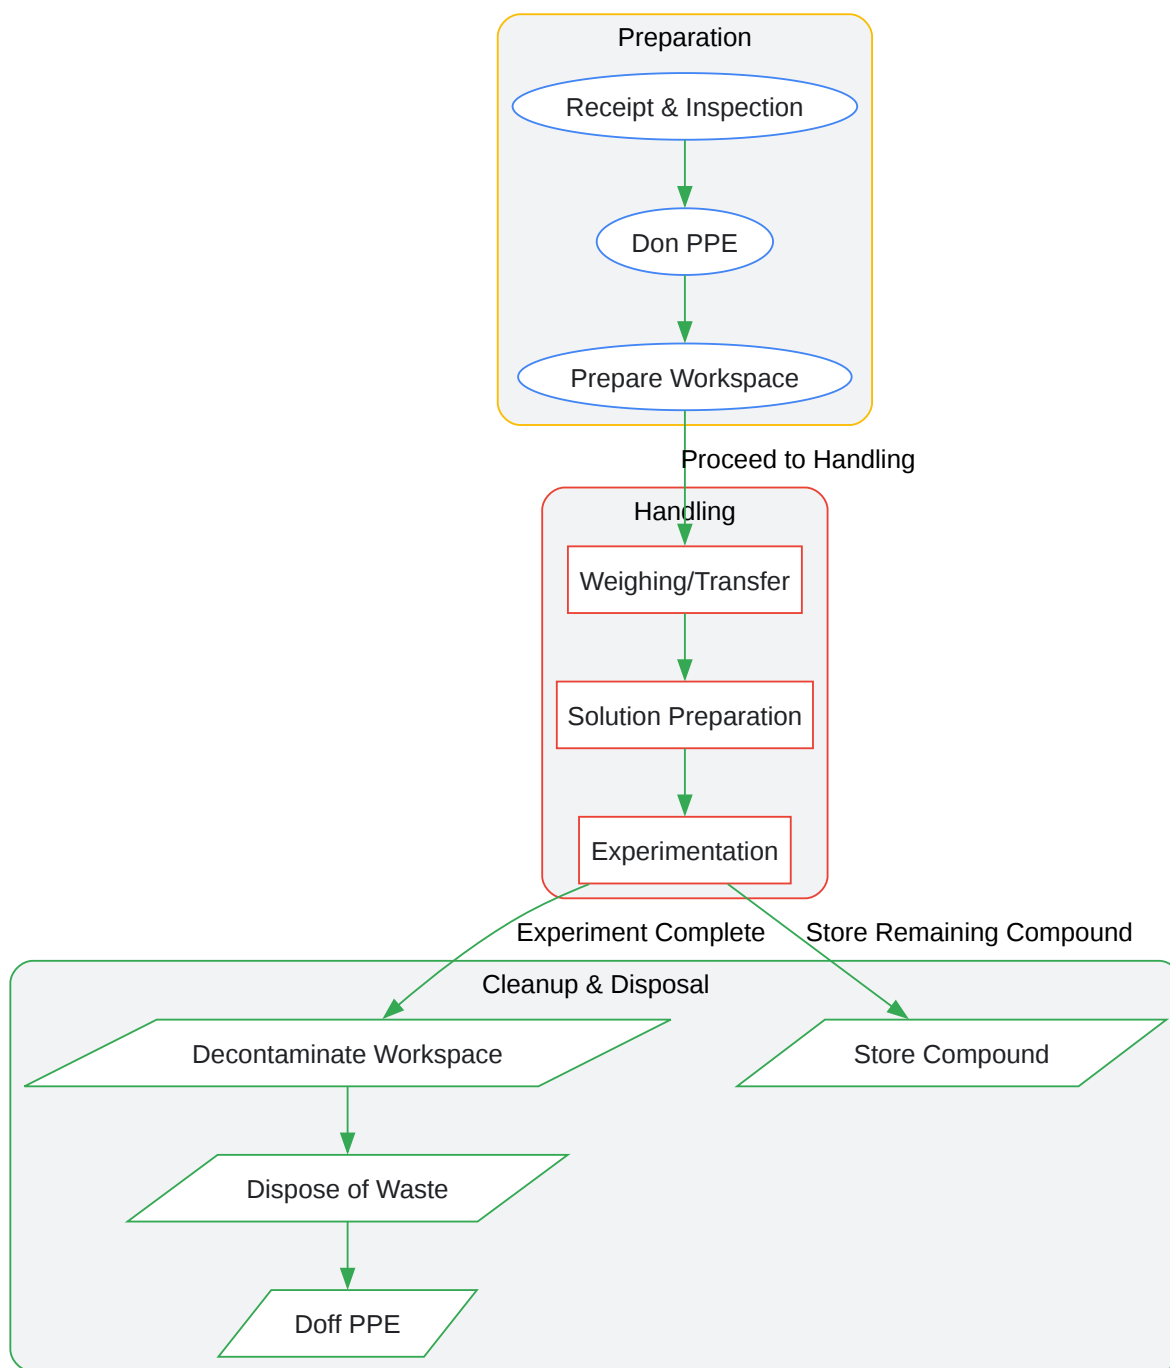 Preparation
Receipt & Inspection
Don PPE
Prepare Workspace
Proceed to Handling
Handling
Weighing/Transfer
Solution Preparation
Experimentation
Experiment Complete
Store Remaining Compound
Cleanup & Disposal
Decontaminate Workspace
Store Compound
Dispose of Waste
Doff PPE